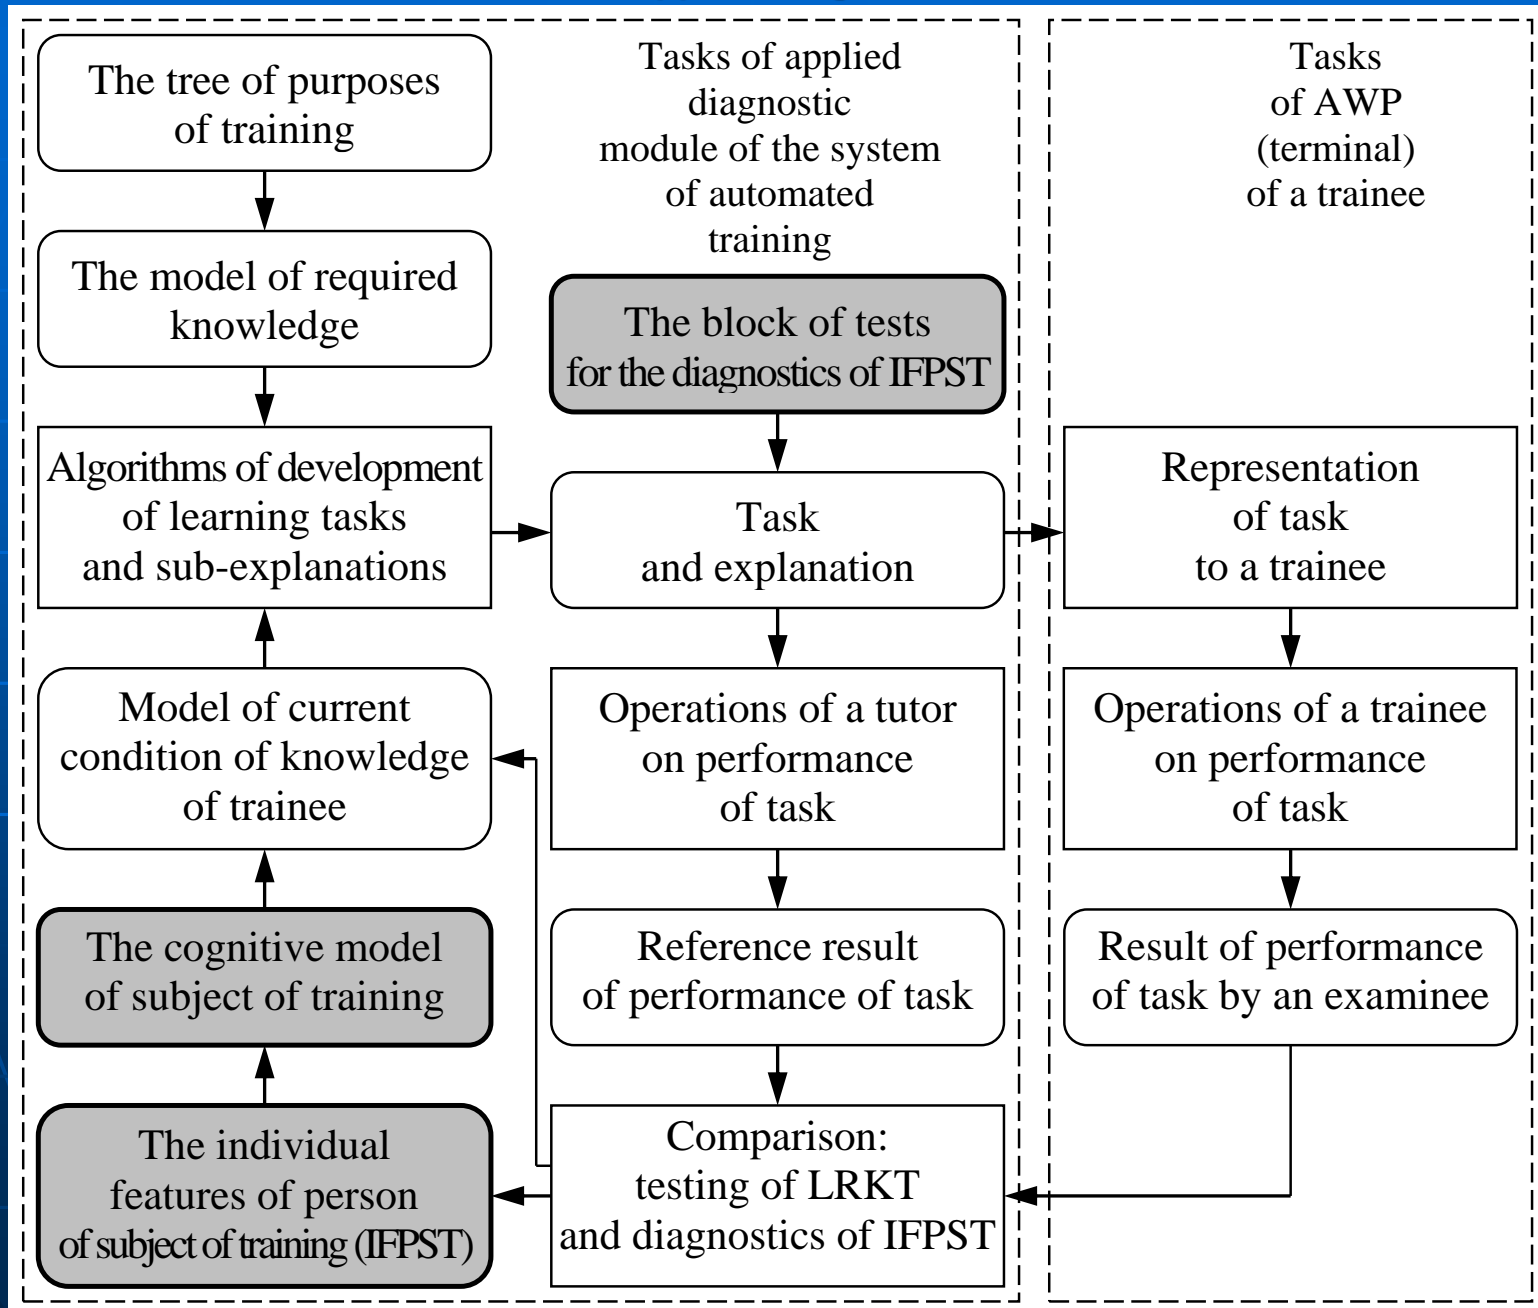 The tree of purposes
of training
The model of required
knowledge
Algorithms of development
of learning tasks
and sub-explanations
Model of current
condition of knowledge
of trainee
The cognitive model
of subject of training
The individual
features of person
of subject of training (IFPST)
Tasks of applied
diagnostic
module of the system
of automated
training
The block of tests
for the diagnostics of IFPST
Task
and explanation
Operations of a tutor
on performance
of task
Reference result
of performance of task
Comparison:
testing of LRKT
and diagnostics of IFPST
Tasks
of AWP
(terminal)
of a trainee
Representation
of task
to a trainee
Operations of a trainee
on performance
of task
Result of performance
of task by an examinee